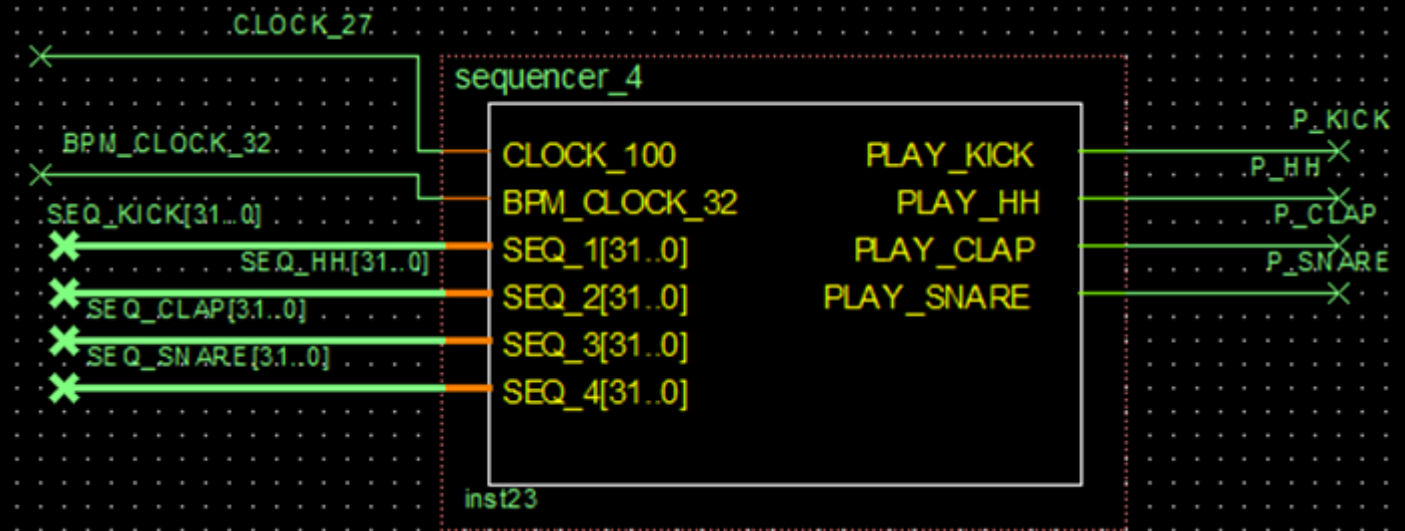 CLOCK_27
sequencer_4
BPM_CLOCK_32
SEQ_KICK[31..0]
SEQ_HH[31..0]
SEQ_CLAP[31..0]
SEQ_SNARE[31..0]
CLOCK_100
BPM_CLOCK_32
SEQ_1[31..0]
SEQ_2[31..0]
SEQ_3[31..0]
SEQ_4[31..0]
PLAY_KICK
PLAY_HH
PLAY_CLAP
PLAY_SNARE
P_KICK
P_HH
P_CLAP
P_SNARE
inst23